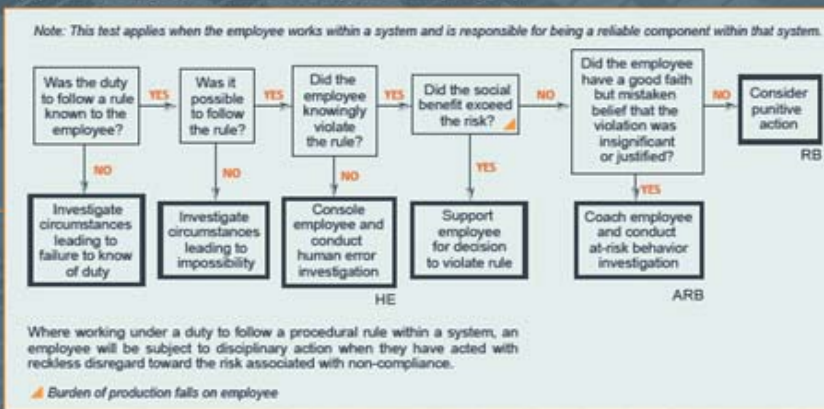 Note: This test applies when the employee works within a system and is responsible for being a reliable component within that system.
Was the duty
to follow a rule
known to the
employee?
YES
Was it
possible
to follow
the rule?
YES
Did the
employee
knowingly
violate
the rule?
YES
Did the social
benefit exceed
the risk?
NO
Did the employee
have a good faith
but mistaken
belief that the
violation was
insignificant
or justified?
NO
Consider
punitive
action
RB
NO
NO
NO
YES
YES
Investigate
circumstances
leading to
failure to know
of duty
Investigate
circumstances
leading to
impossibility
Console
employee and
conduct
human error
investigation
HE
Support
employee
for decision
to violate rule
Coach employee
and conduct
at-risk behavior
investigation
ARB
Where working under a duty to follow a procedural rule within a system, an
employee will be subject to disciplinary action when they have acted with
reckless disregard toward the risk associated with non-compliance.
Burden of production falls on employee